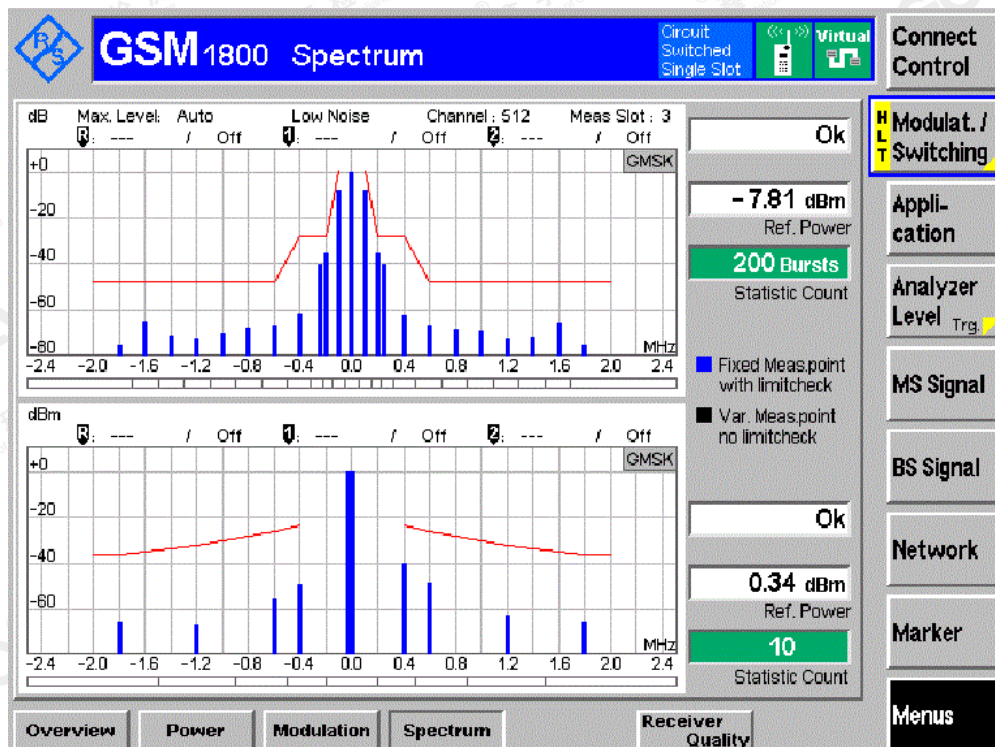 R/S
GSM 1800 Spectrum
Circuit
Switched
Single Slot
Virtual
Connect
Control
dB Max. Level: Auto Low Noise Channel : 512 Meas Slot : 3
R: --- / Off 1: --- / Off 2: --- / Off
GMSK
+0
-20
-40
-60
-80
MHz
-2.4 -2.0 -1.6 -1.2 -0.8 -0.4 0.0 0.4 0.8 1.2 1.6 2.0 2.4
Ok
-7.81 dBm
Ref. Power
200 Bursts
Statistic Count
Fixed Meas.point
with limitcheck
Var. Meas.point
no limitcheck
dBm
R: --- / Off 1: --- / Off 2: --- / Off
GMSK
+0
-20
-40
-60
MHz
-2.4 -2.0 -1.6 -1.2 -0.8 -0.4 0.0 0.4 0.8 1.2 1.6 2.0 2.4
Ok
0.34 dBm
Ref. Power
10
Statistic Count
HLT
Modulat. /
Switching
Appli-
cation
Analyzer
Level Trg.
MS Signal
BS Signal
Network
Marker
Menus
Overview
Power
Modulation
Spectrum
Receiver
Quality